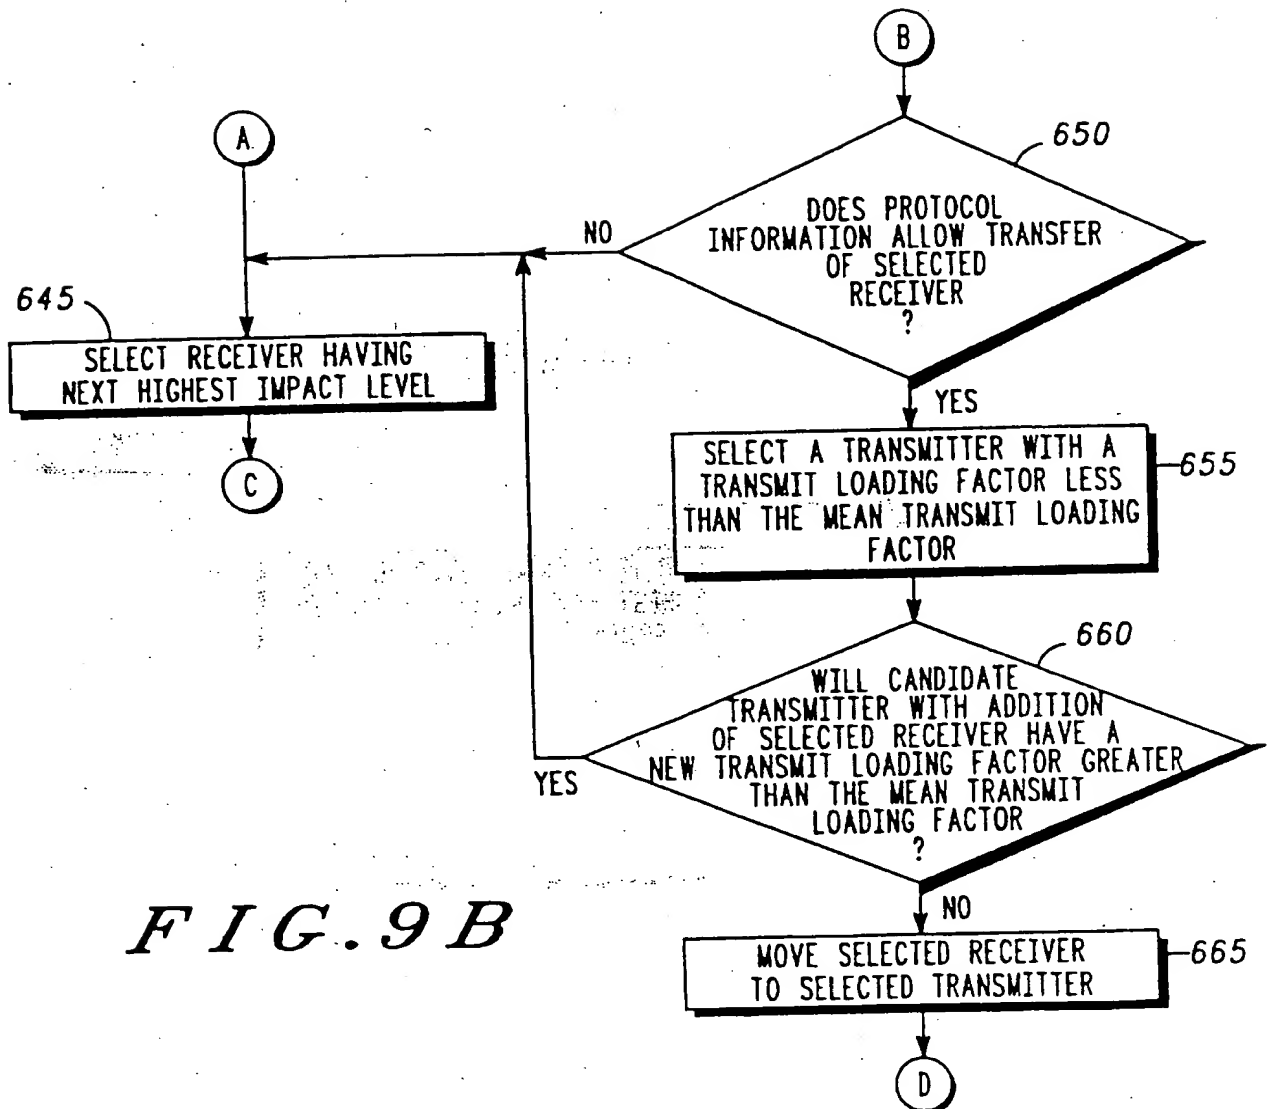 B
A
650
DOES PROTOCOL
INFORMATION ALLOW TRANSFER
OF SELECTED
RECEIVER
?
NO
645
SELECT RECEIVER HAVING
NEXT HIGHEST IMPACT LEVEL
C
YES
SELECT A TRANSMITTER WITH A
TRANSMIT LOADING FACTOR LESS
THAN THE MEAN TRANSMIT LOADING
FACTOR
655
660
WILL CANDIDATE
TRANSMITTER WITH ADDITION
OF SELECTED RECEIVER HAVE A
NEW TRANSMIT LOADING FACTOR GREATER
THAN THE MEAN TRANSMIT
LOADING FACTOR
?
YES
NO
MOVE SELECTED RECEIVER
TO SELECTED TRANSMITTER
665
D
FIG.9B